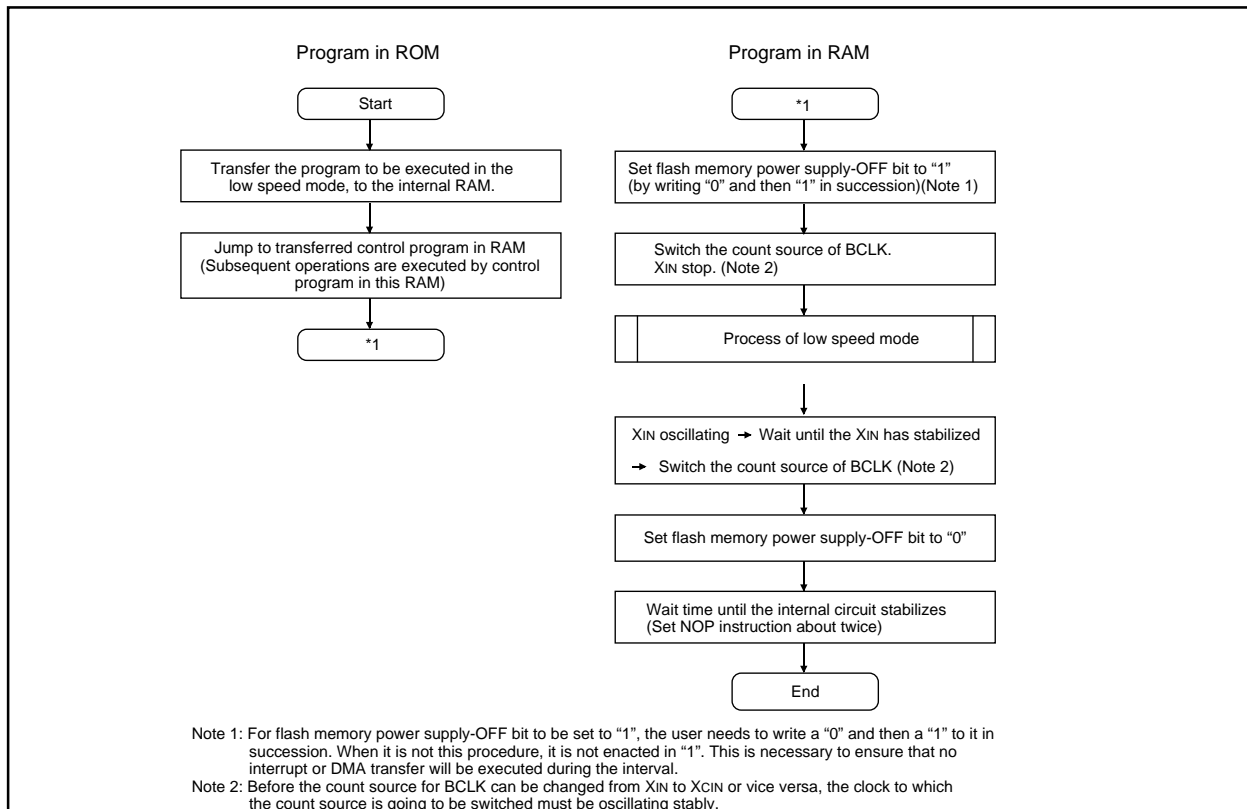 Program in ROM
Start
Transfer the program to be executed in the
low speed mode, to the internal RAM.
Jump to transferred control program in RAM
(Subsequent operations are executed by control
program in this RAM)
*1
Program in RAM
*1
Set flash memory power supply-OFF bit to “1”
(by writing “0” and then “1” in succession)(Note 1)
Switch the count source of BCLK.
XIN stop. (Note 2)
Process of low speed mode
XIN oscillating → Wait until the XIN has stabilized
→ Switch the count source of BCLK (Note 2)
Set flash memory power supply-OFF bit to “0”
Wait time until the internal circuit stabilizes
(Set NOP instruction about twice)
End
Note 1: For flash memory power supply-OFF bit to be set to “1”, the user needs to write a “0” and then a “1” to it in
succession. When it is not this procedure, it is not enacted in “1”. This is necessary to ensure that no
interrupt or DMA transfer will be executed during the interval.
Note 2: Before the count source for BCLK can be changed from XIN to XCIN or vice versa, the clock to which
the count source is going to be switched must be oscillating stably.